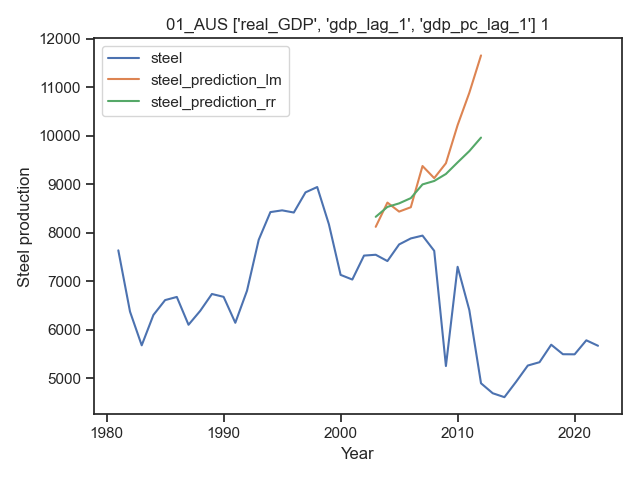 01_AUS ['real_GDP', 'gdp_lag_1', 'gdp_pc_lag_1'] 1
12000
11000
10000
9000
8000
7000
6000
5000
Steel production
steel
steel_prediction_lm
steel_prediction_rr
1980
1990
2000
2010
2020
Year